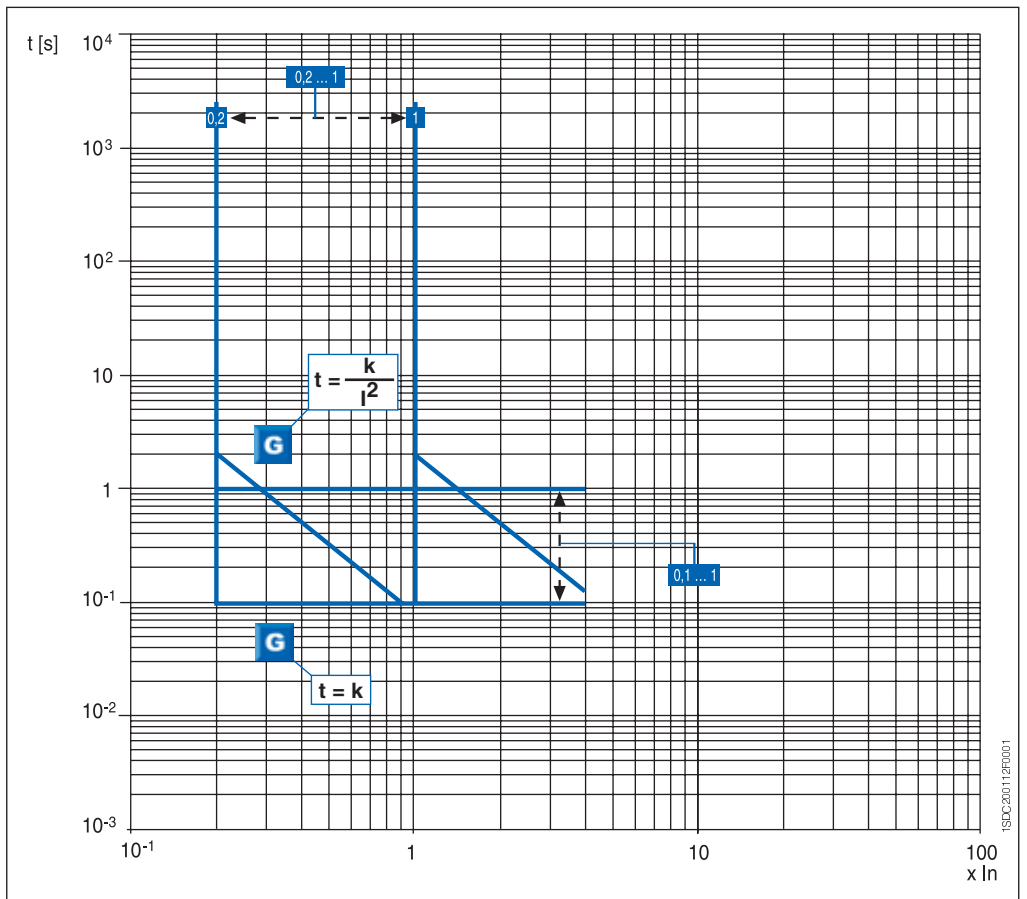 t [s]
10⁴
0,2 ... 1
0,2
1
10³
10²
t = k / I²
10
G
1
0,1 ... 1
10⁻¹
G
t = k
10⁻²
10⁻³
10⁻¹
1
10
100
x In
1SDC200112F0001